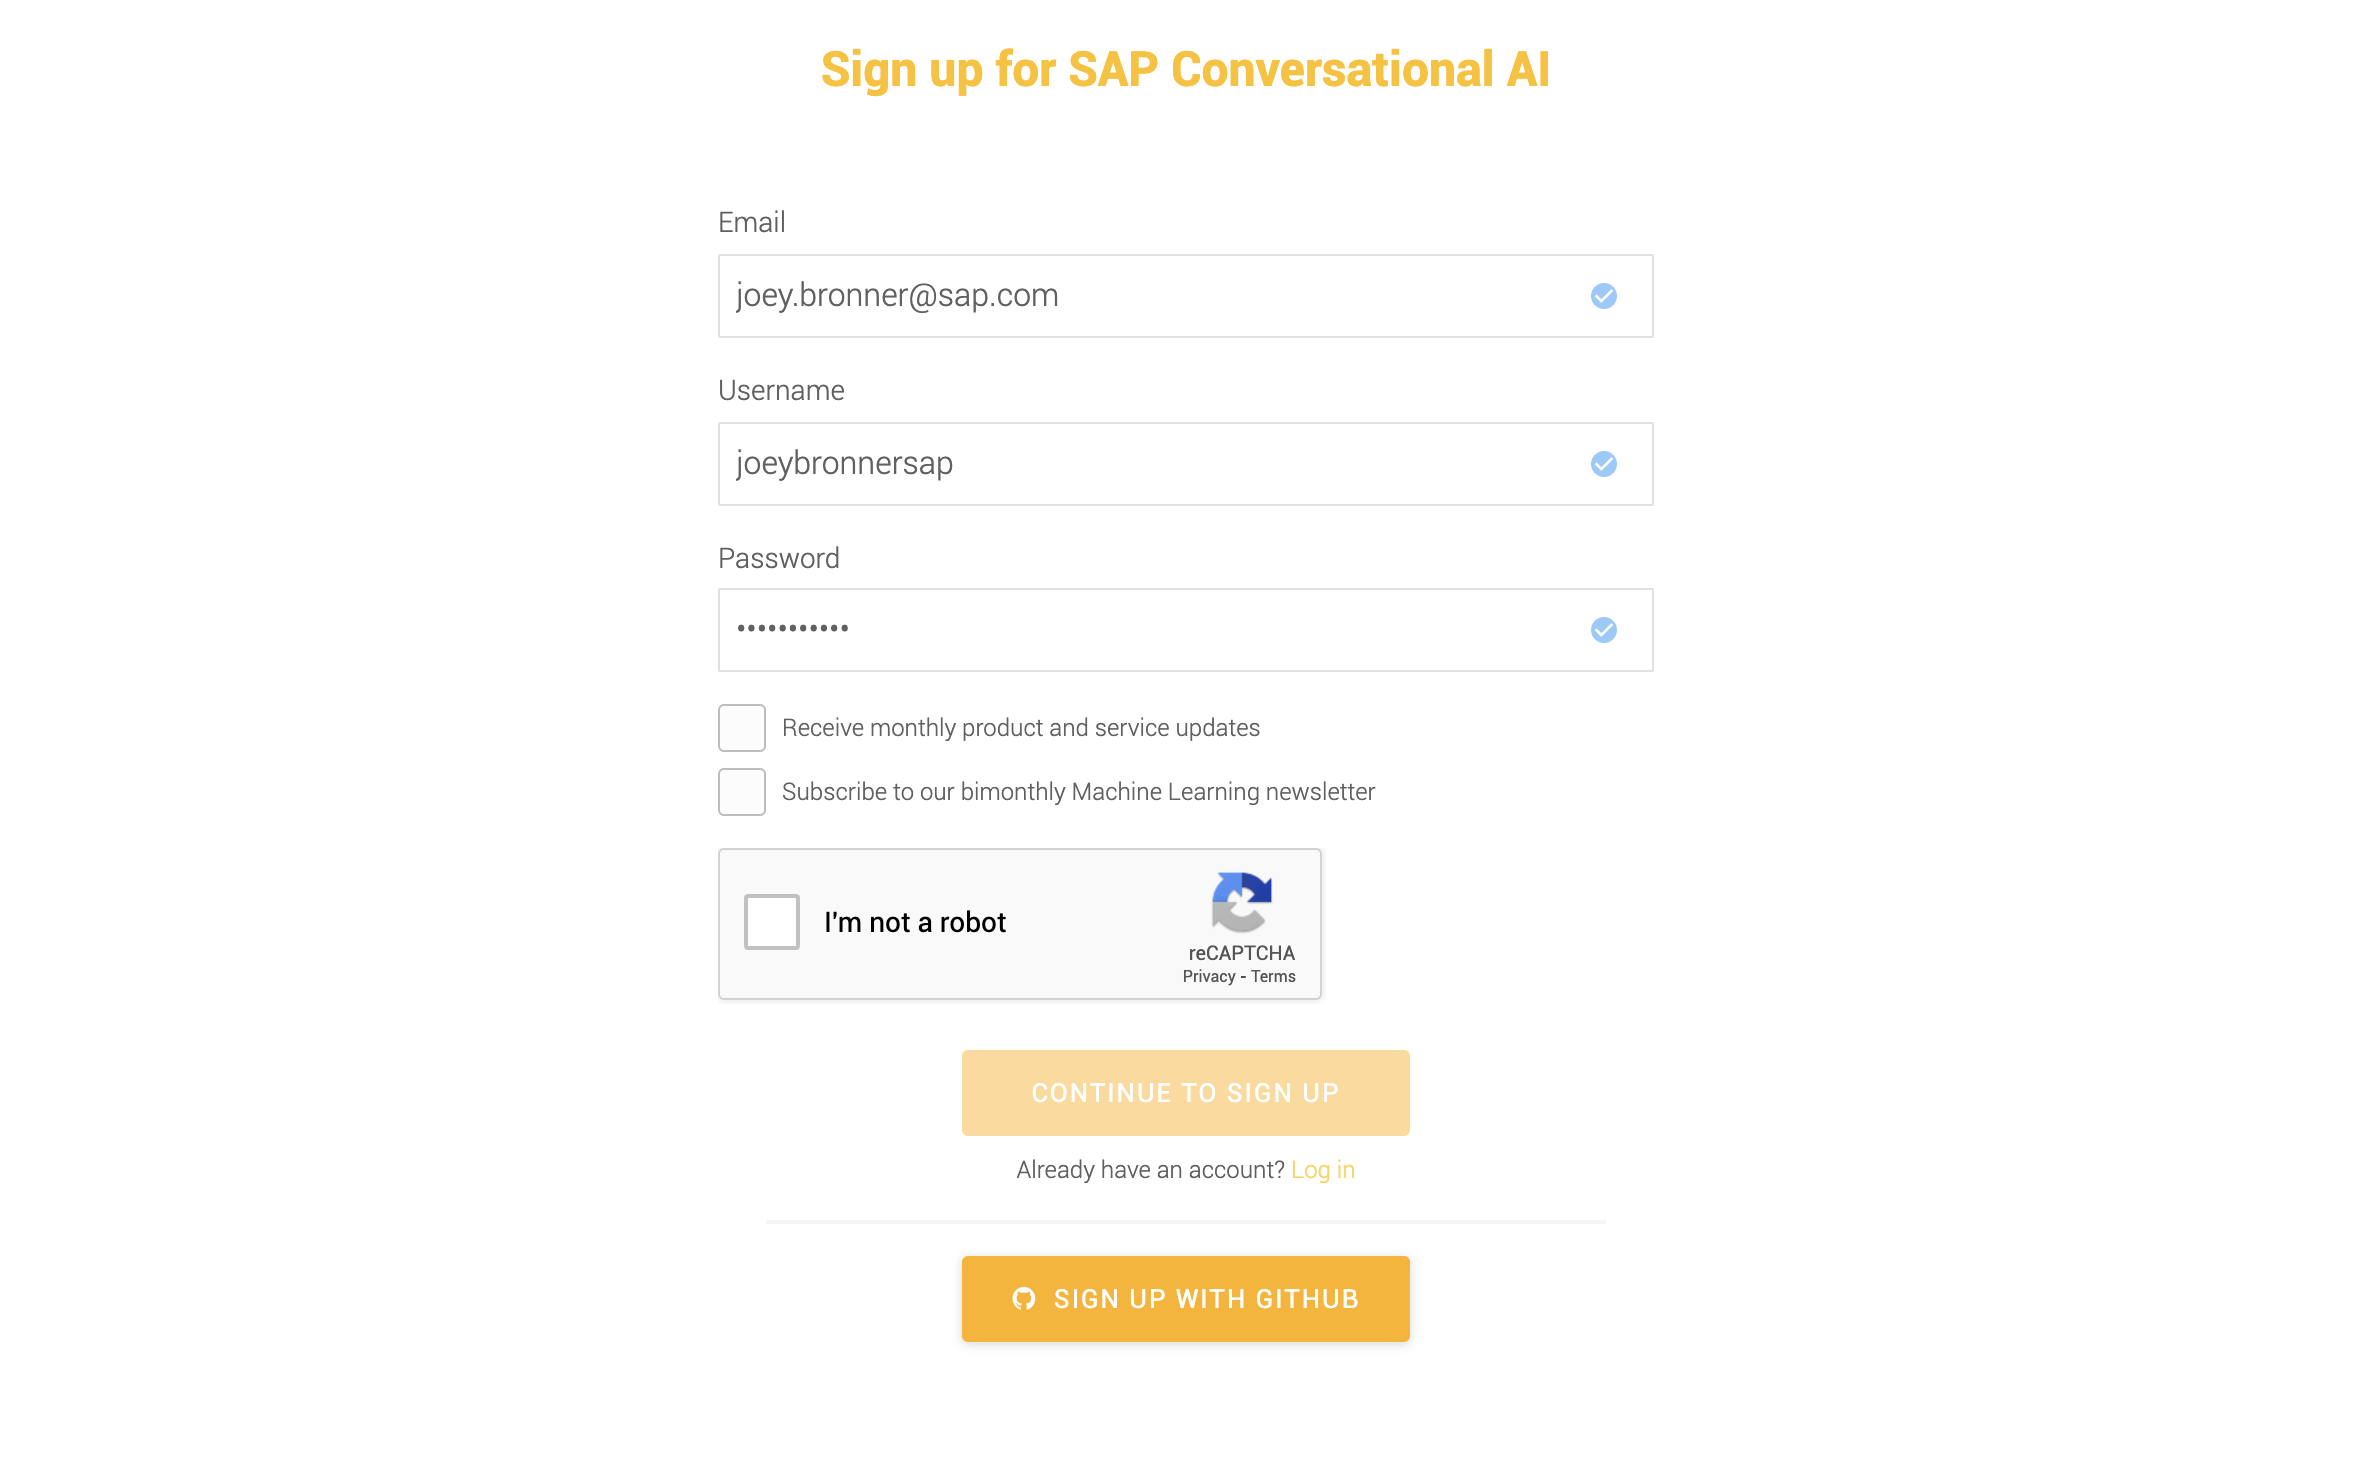 Sign up for SAP Conversational AI
Email
joey.bronner@sap.com
Username
joeybronnersap
Password
•••••••••••
Receive monthly product and service updates
Subscribe to our bimonthly Machine Learning newsletter
I'm not a robot
reCAPTCHA
Privacy - Terms
CONTINUE TO SIGN UP
Already have an account? Log in
SIGN UP WITH GITHUB